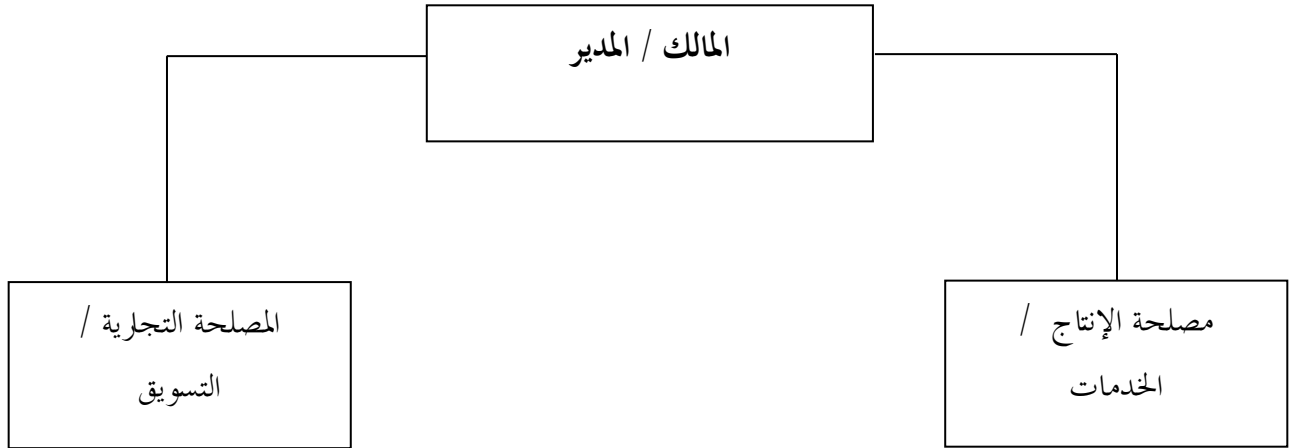 المالك / المدير
مصلحة الإنتاج /
الخدمات
المصلحة التجارية /
التسويق